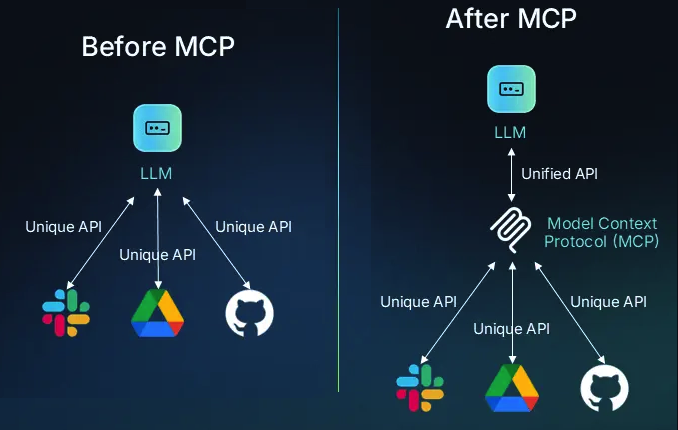 Before MCP
LLM
Unique API
Unique API
Unique API
After MCP
LLM
Unified API
Model Context
Protocol (MCP)
Unique API
Unique API
Unique API